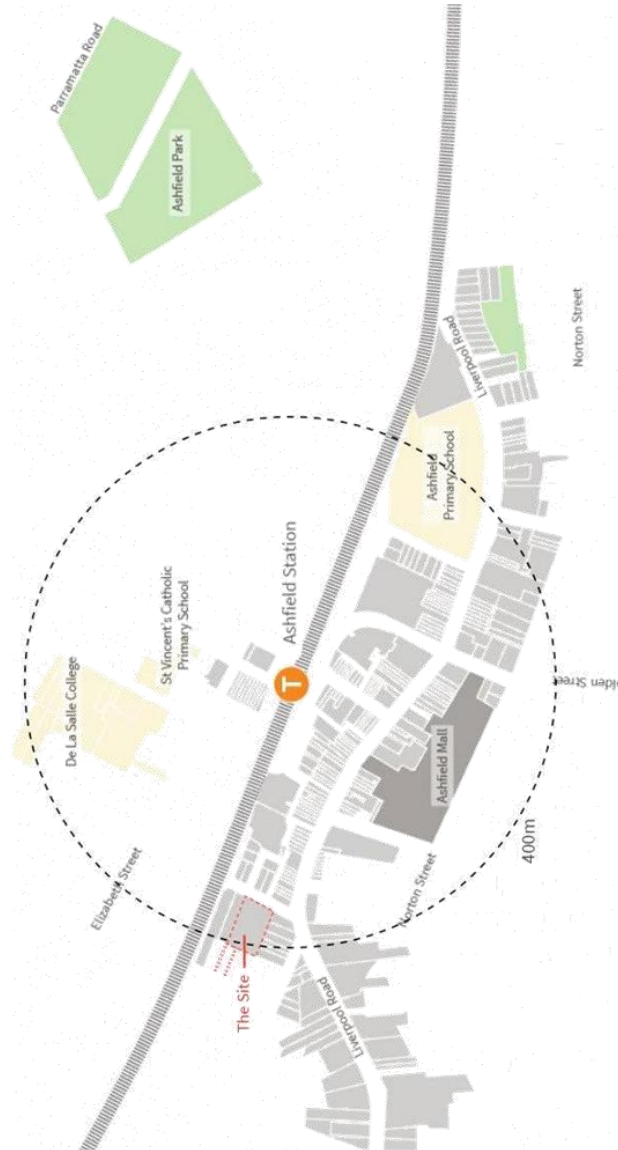 Parramatta Road
Ashfield Park
Norton Street
Liverpool Road
Ashfield
Primary School
Ashfield Station
T
St Vincent's Catholic
Primary School
De La Salle College
Ashfield Mall
400m
Norton Street
Elizabeth Street
The Site
Liverpool Road
Street